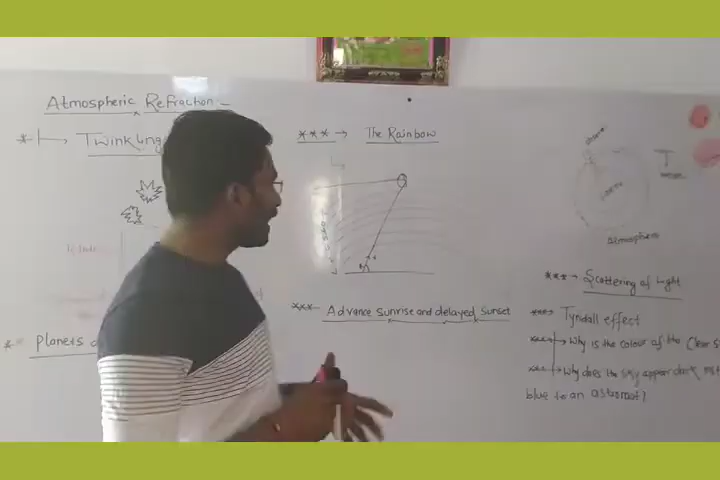 Atmospheric Refraction -
*** → The Rainbow
*→ Twinkling
atmosphere
***→ Scattering of light
***- Advance sunrise and delayed sunset
***→ Tyndall effect
***→ Why is the colour of the Clear S
* Planets
***→ Why does the sky appear dark inst
blue to an astronaut?